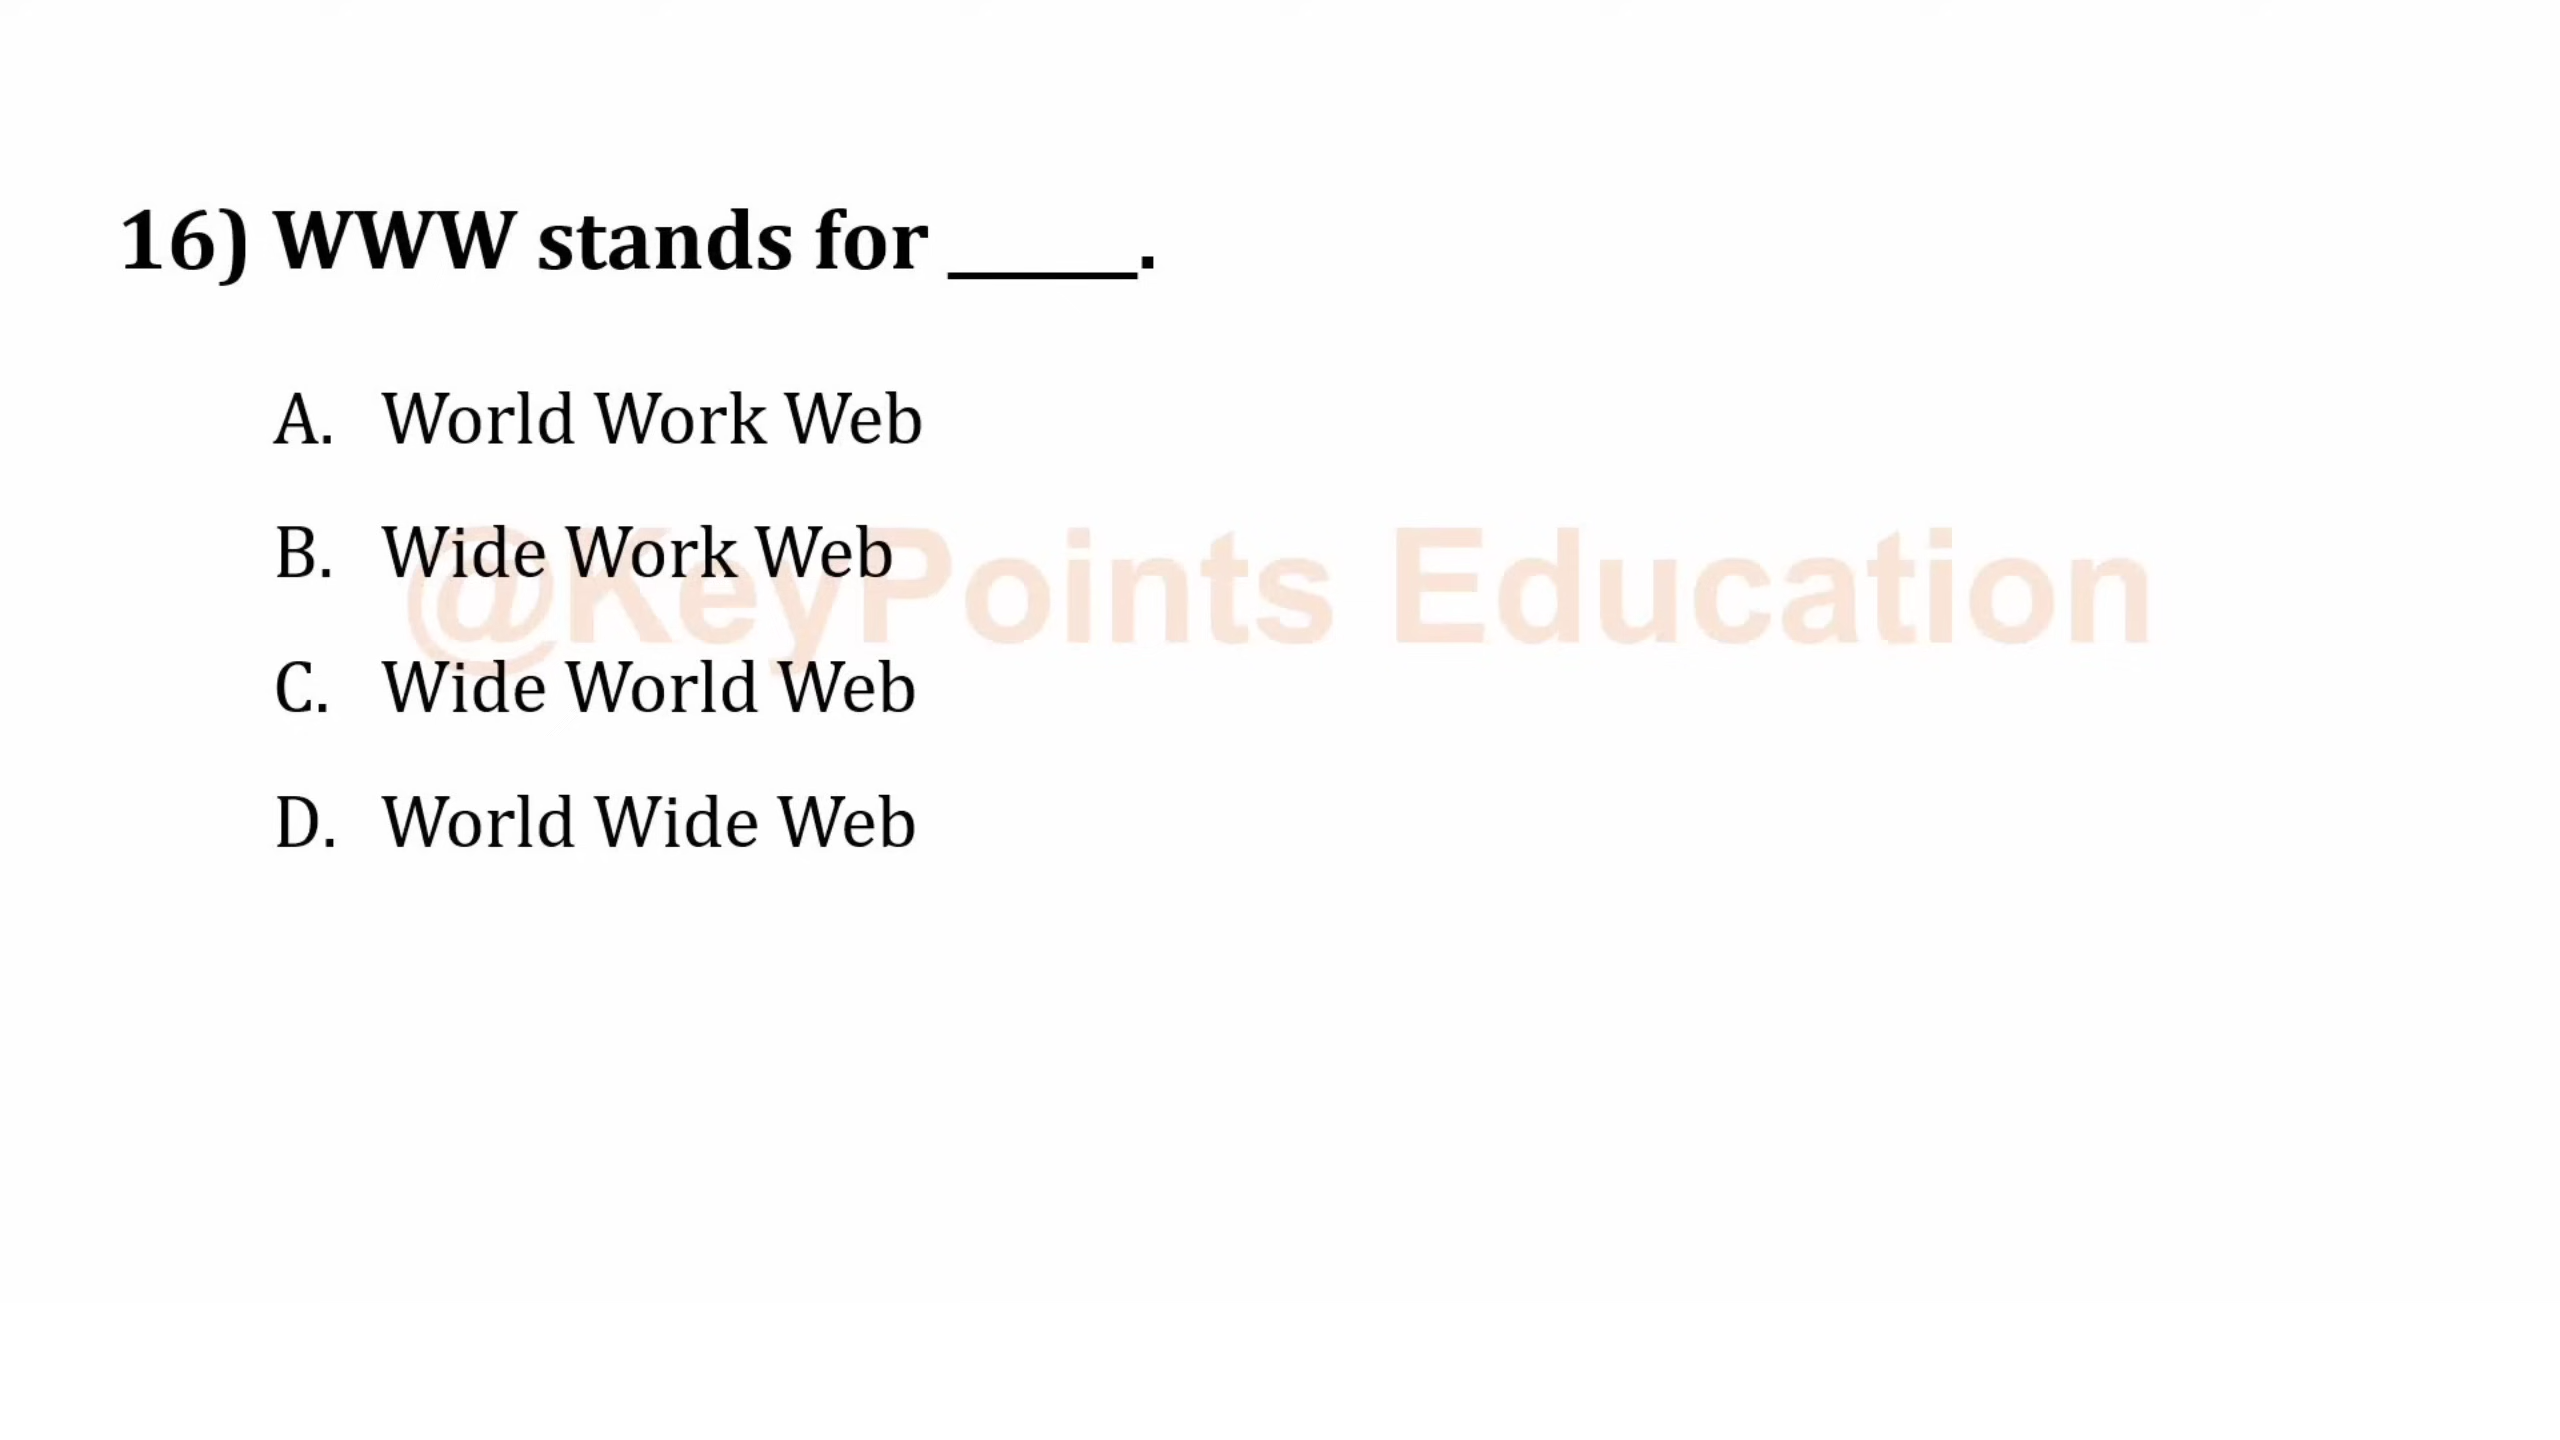 16) WWW stands for _____.
A. World Work Web
B. Wide Work Web
@KeyPoints Education
C. Wide World Web
D. World Wide Web